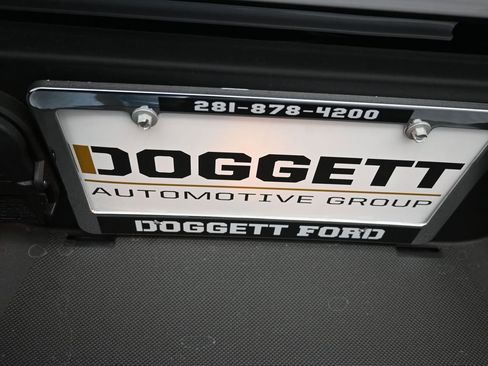 281-878-4200
DOGGETT
AUTOMOTIVE GROUP
DOGGETT FORD